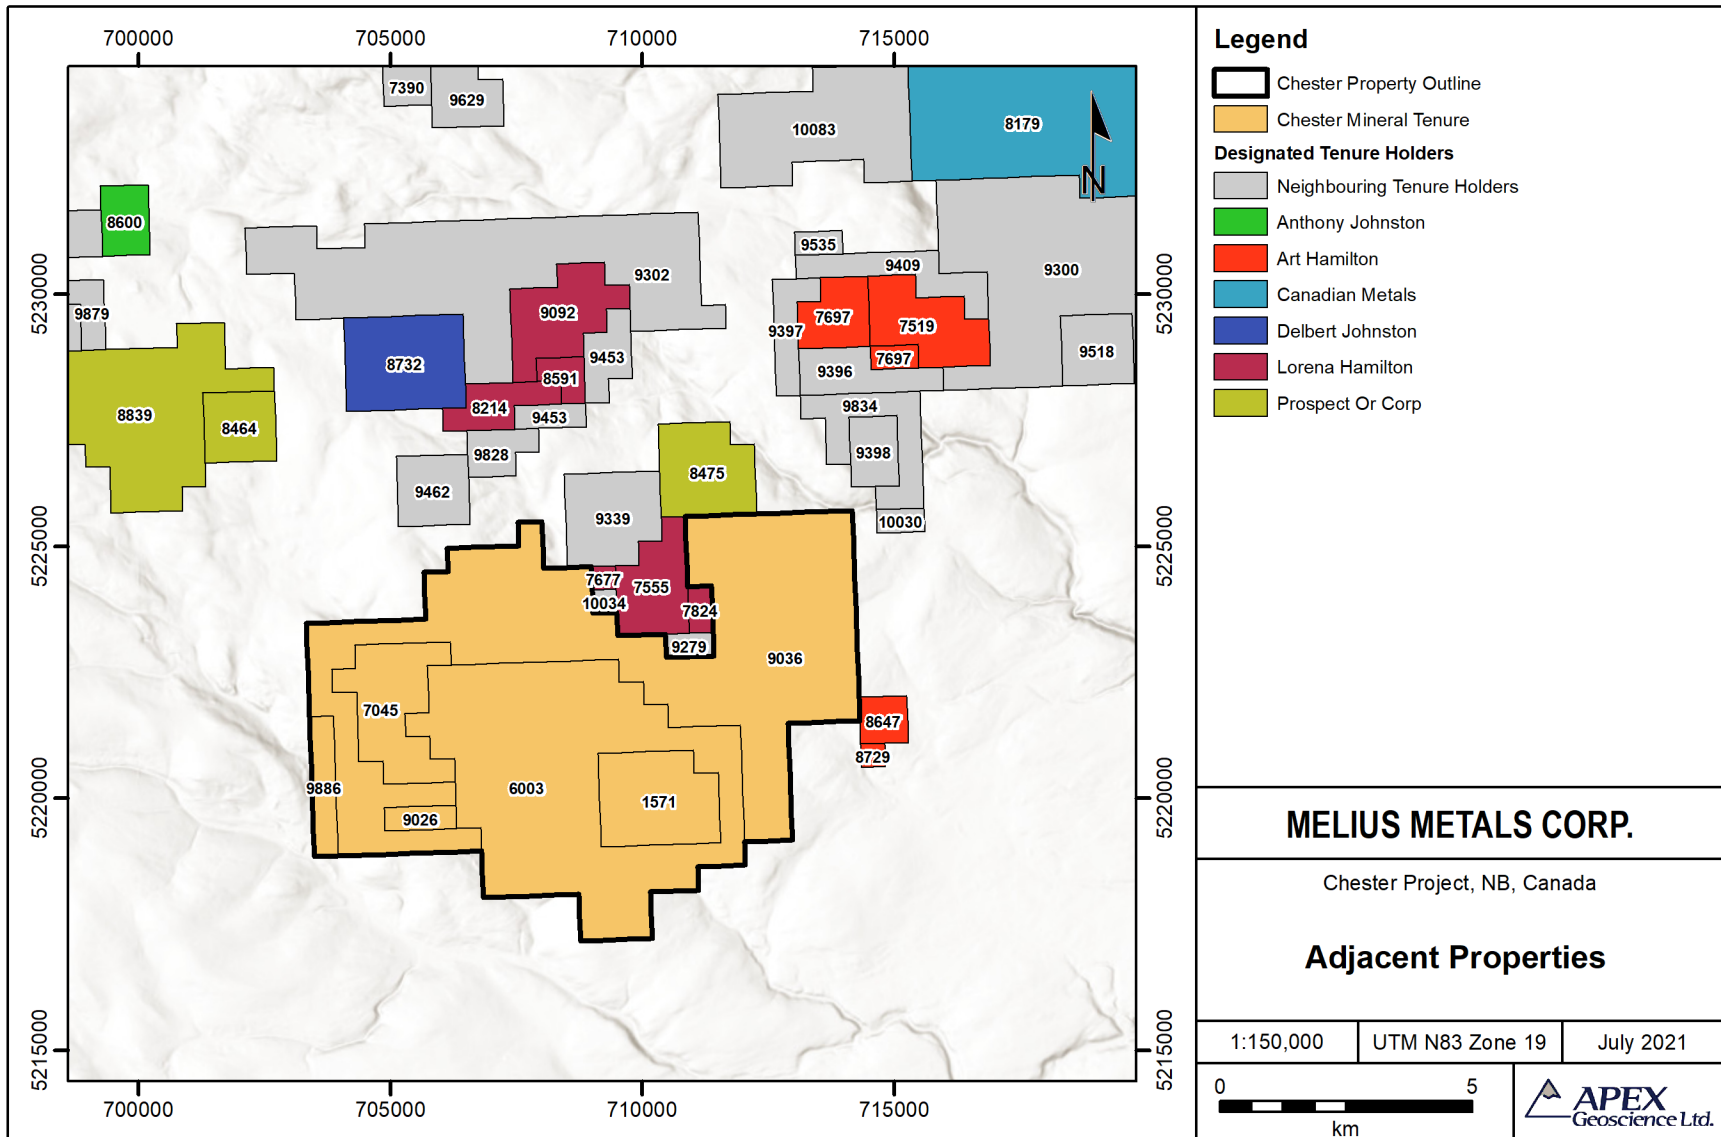 700000 705000 710000 715000
7390
9629
10083
8179
N
8600
9535
9409
9302
9300
5230000
5230000
9879
9092
7697
7519
9397
9453
9518
8732
8591
7697
9396
8839
8214
9453
9834
8464
9828
9398
8475
9462
9339
10030
5225000
5225000
7677
7555
10034
7824
9279
9036
7045
8647
8729
9886
6003
1571
9026
5220000
5220000
5215000
5215000
700000 705000 710000 715000
Legend
Chester Property Outline
Chester Mineral Tenure
Designated Tenure Holders
Neighbouring Tenure Holders
Anthony Johnston
Art Hamilton
Canadian Metals
Delbert Johnston
Lorena Hamilton
Prospect Or Corp
MELIUS METALS CORP.
Chester Project, NB, Canada
Adjacent Properties
1:150,000 UTM N83 Zone 19 July 2021
0 5
km
APEX
Geoscience Ltd.